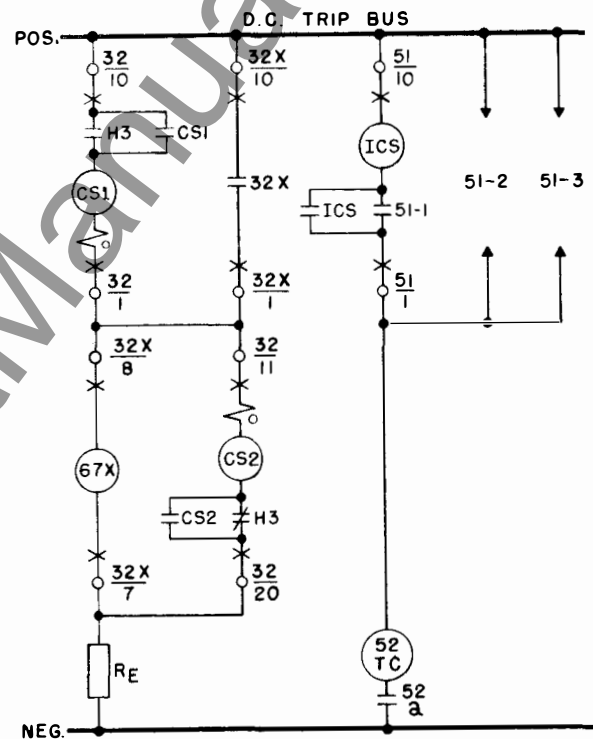 D.C. TRIP BUS
POS.
32
10
32X
10
51
10
H3
CS1
ICS
32X
51-2
51-3
CS1
ICS
51-1
32
1
32X
1
51
1
32X
8
32
11
67X
CS2
CS2
H3
32X
7
32
20
RE
52
TC
52
a
NEG.
Manua